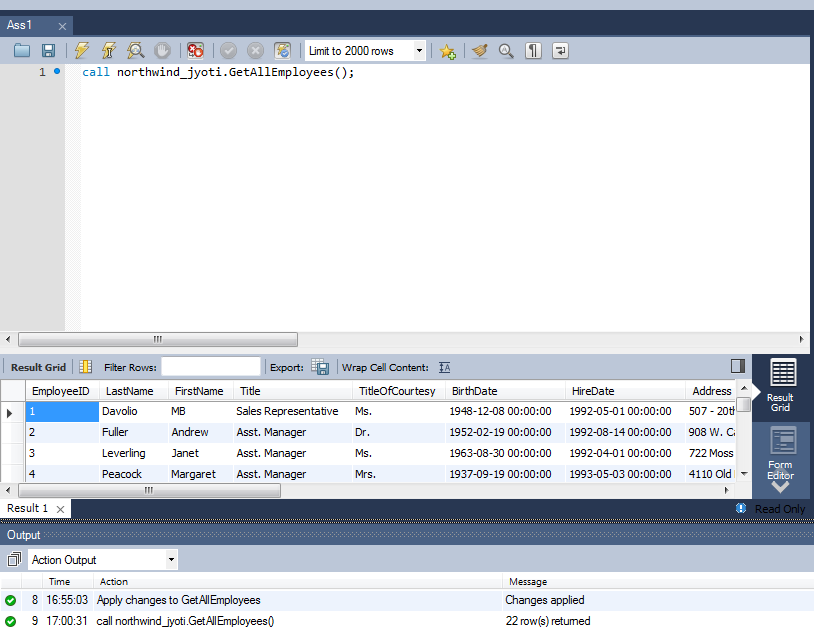 Ass1
Limit to 2000 rows
1 call northwind_jyoti.GetAllEmployees();
Result Grid Filter Rows: Export: Wrap Cell Content:
EmployeeID LastName FirstName Title TitleOfCourtesy BirthDate HireDate Address
1 Davolio MB Sales Representative Ms. 1948-12-08 00:00:00 1992-05-01 00:00:00 507 - 20th
2 Fuller Andrew Asst. Manager Dr. 1952-02-19 00:00:00 1992-08-14 00:00:00 908 W. Ca
3 Leverling Janet Asst. Manager Ms. 1963-08-30 00:00:00 1992-04-01 00:00:00 722 Moss
4 Peacock Margaret Asst. Manager Mrs. 1937-09-19 00:00:00 1993-05-03 00:00:00 4110 Old
Result
Grid
Form
Editor
Result 1
Read Only
Output
Action Output
Time Action Message
8 16:55:03 Apply changes to GetAllEmployees Changes applied
9 17:00:31 call northwind_jyoti.GetAllEmployees() 22 row(s) returned